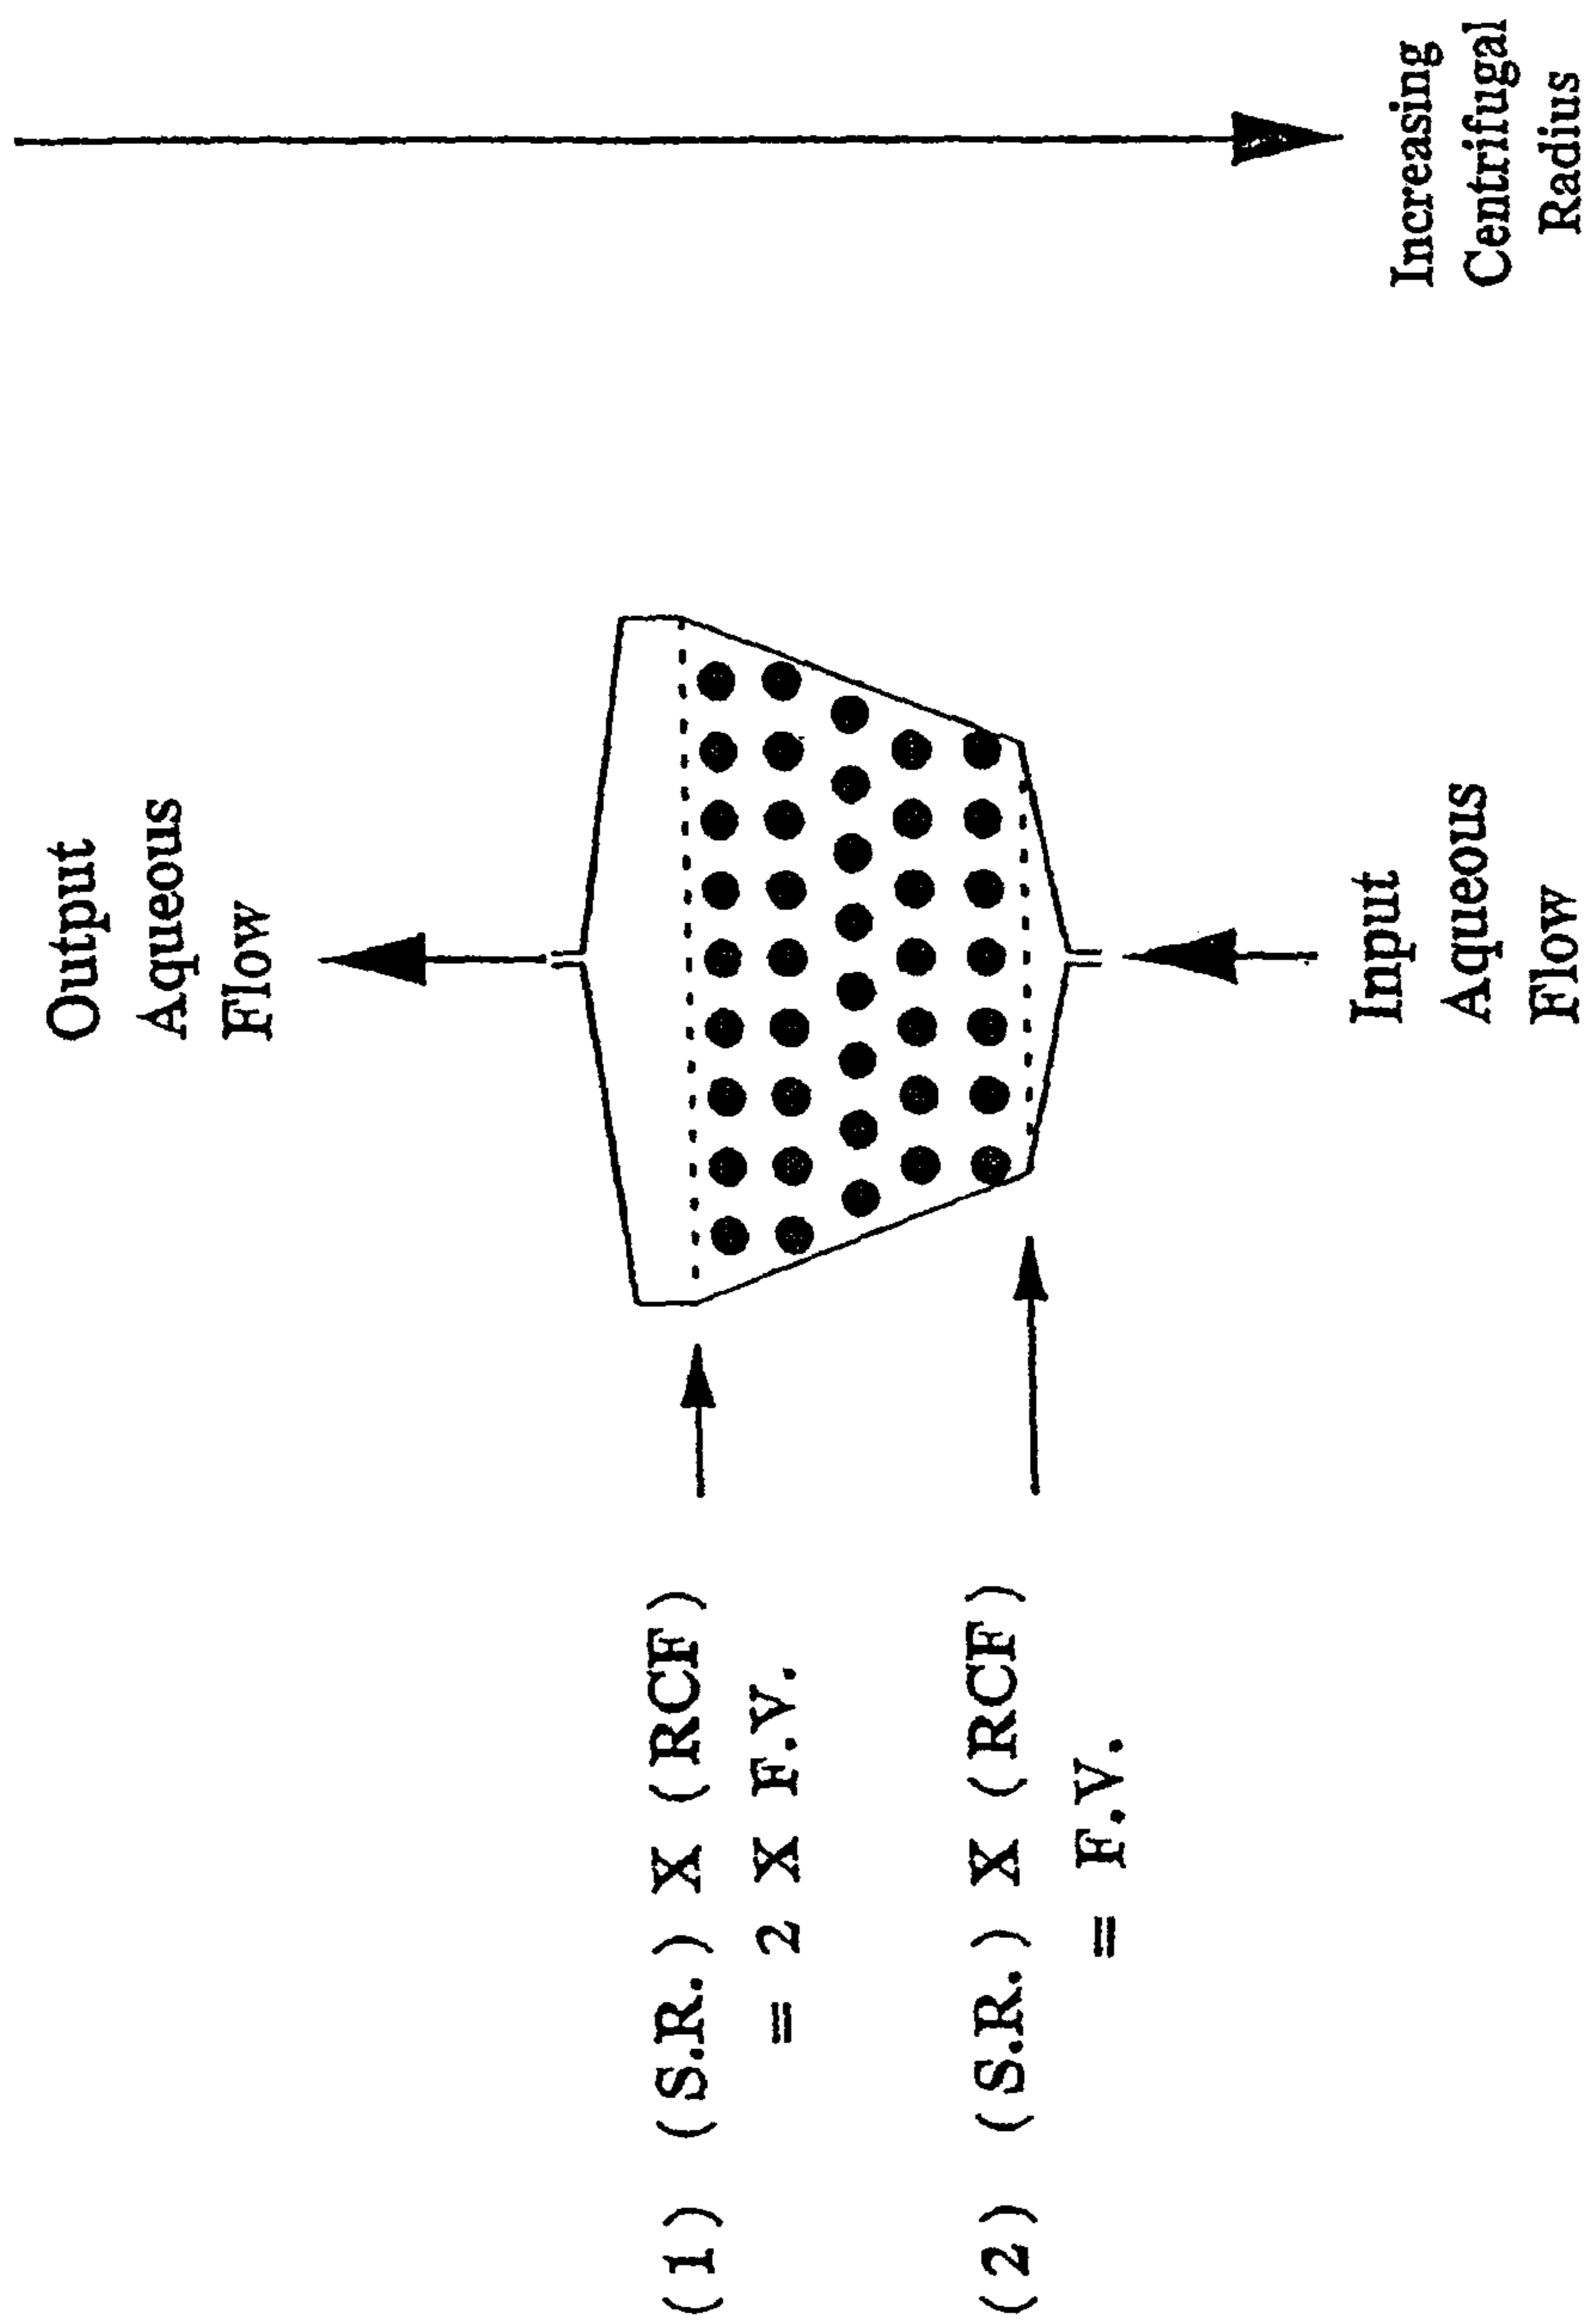 Output
Aqueous
Flow
(1) (S.R.) X (RCF)
= 2 X F.V.
(2) (S.R.) X (RCF)
= F.V.
Input
Aqueous
Flow
Increasing
Centrifugal
Radius